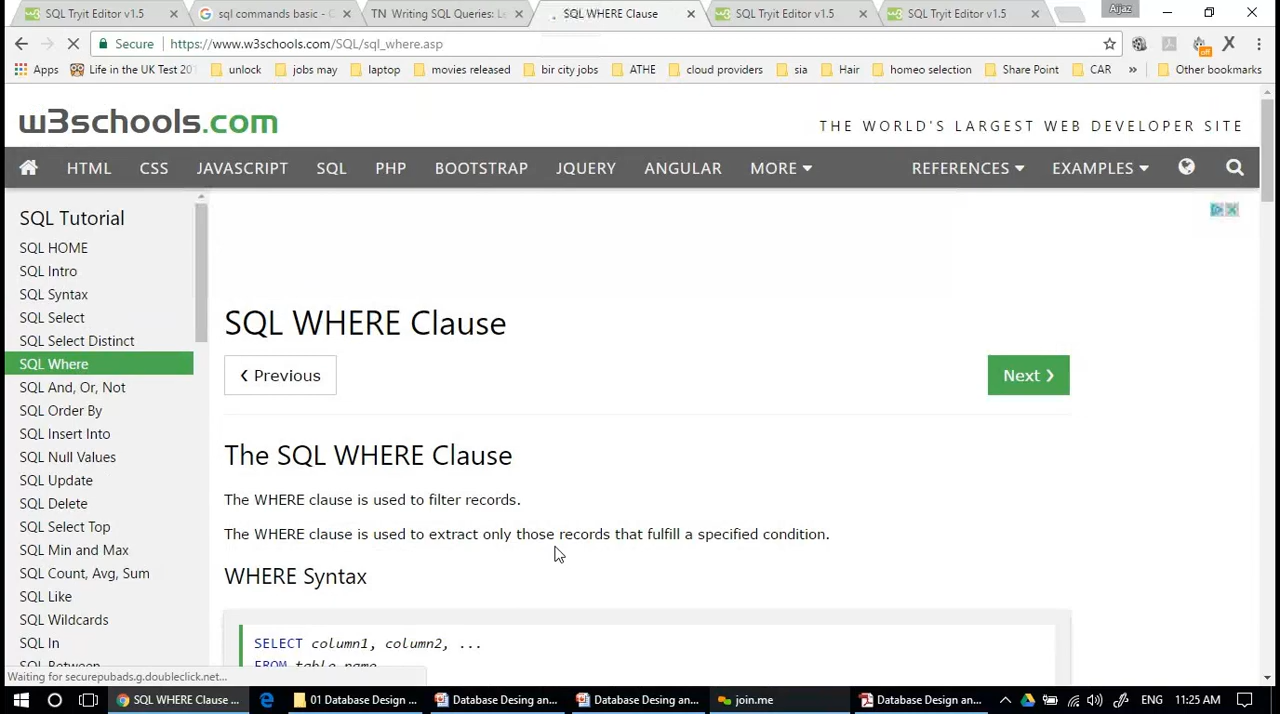 SQL Tryit Editor v1.5
sql commands basic - G
TN Writing SQL Queries: Le
SQL WHERE Clause
SQL Tryit Editor v1.5
SQL Tryit Editor v1.5
Aijaz
Secure
https://www.w3schools.com/SQL/sql_where.asp
off
Apps
Life in the UK Test 201
unlock
jobs may
laptop
movies released
bir city jobs
ATHE
cloud providers
sia
Hair
homeo selection
Share Point
CAR
»
Other bookmarks
w3schools.com
THE WORLD'S LARGEST WEB DEVELOPER SITE
HTML CSS JAVASCRIPT SQL PHP BOOTSTRAP JQUERY ANGULAR MORE REFERENCES EXAMPLES
SQL Tutorial
SQL HOME
SQL Intro
SQL Syntax
SQL Select
SQL Select Distinct
SQL Where
SQL And, Or, Not
SQL Order By
SQL Insert Into
SQL Null Values
SQL Update
SQL Delete
SQL Select Top
SQL Min and Max
SQL Count, Avg, Sum
SQL Like
SQL Wildcards
SQL In
SQL Between
SQL WHERE Clause
❮ Previous
Next ❯
The SQL WHERE Clause
The WHERE clause is used to filter records.
The WHERE clause is used to extract only those records that fulfill a specified condition.
WHERE Syntax
SELECT column1, column2, ...
FROM table_name
Waiting for securepubads.g.doubleclick.net...
SQL WHERE Clause ...
01 Database Design ...
Database Desing an...
Database Desing an...
join.me
Database Design an...
ENG
11:25 AM